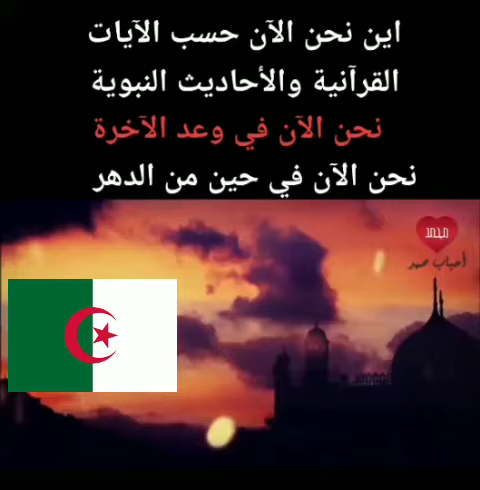 اين نحن الآن حسب الآيات
القرآنية والأحاديث النبوية
نحن الآن في وعد الآخرة
نحن الآن في حين من الدهر
محمد
أحباب محمد